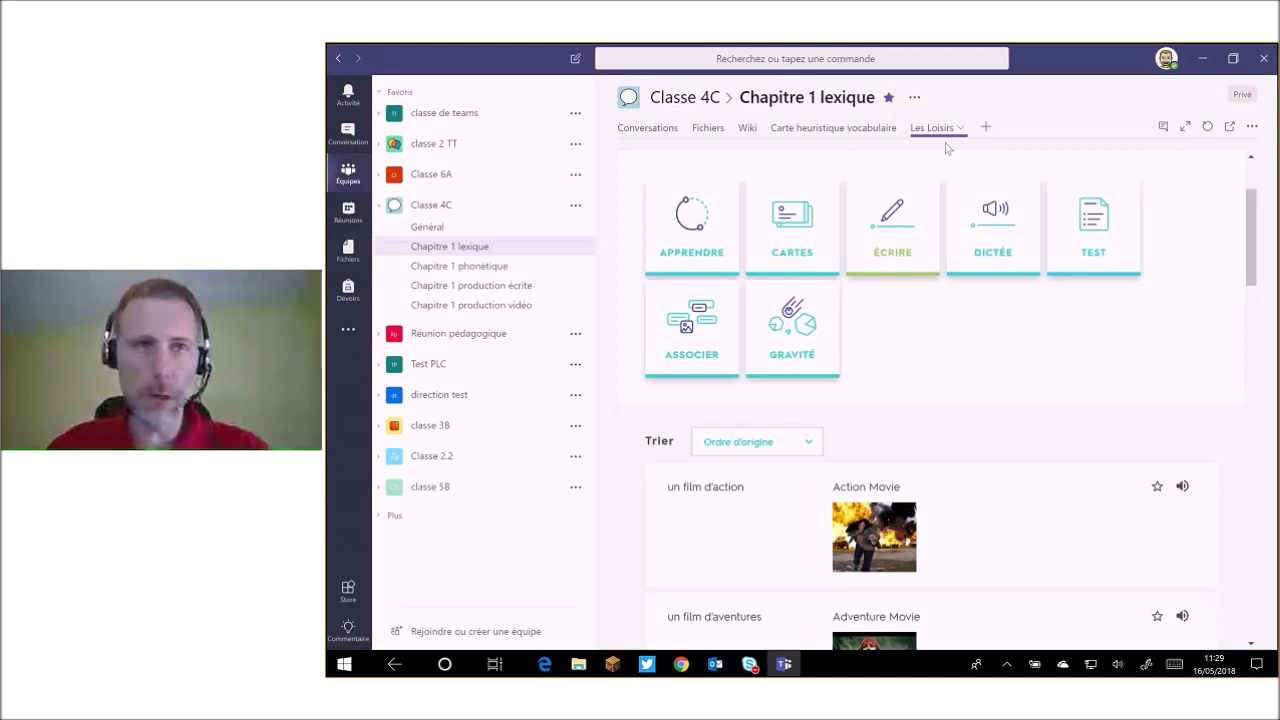 Recherchez ou tapez une commande
Activité
Conversation
Équipes
Réunions
Fichiers
Devoirs
Store
Commentaire
Favoris
classe de teams
classe 2 TT
Classe 6A
Classe 4C
Général
Chapitre 1 lexique
Chapitre 1 phonétique
Chapitre 1 production écrite
Chapitre 1 production vidéo
Réunion pédagogique
Test PLC
direction test
classe 3B
Classe 2.2
classe 5B
Plus
Rejoindre ou créer une équipe
Classe 4C > Chapitre 1 lexique
Privé
Conversations Fichiers Wiki Carte heuristique vocabulaire Les Loisirs
APPRENDRE CARTES ÉCRIRE DICTÉE TEST
ASSOCIER GRAVITÉ
Trier Ordre d'origine
un film d'action Action Movie
un film d'aventures Adventure Movie
11:29
16/05/2018